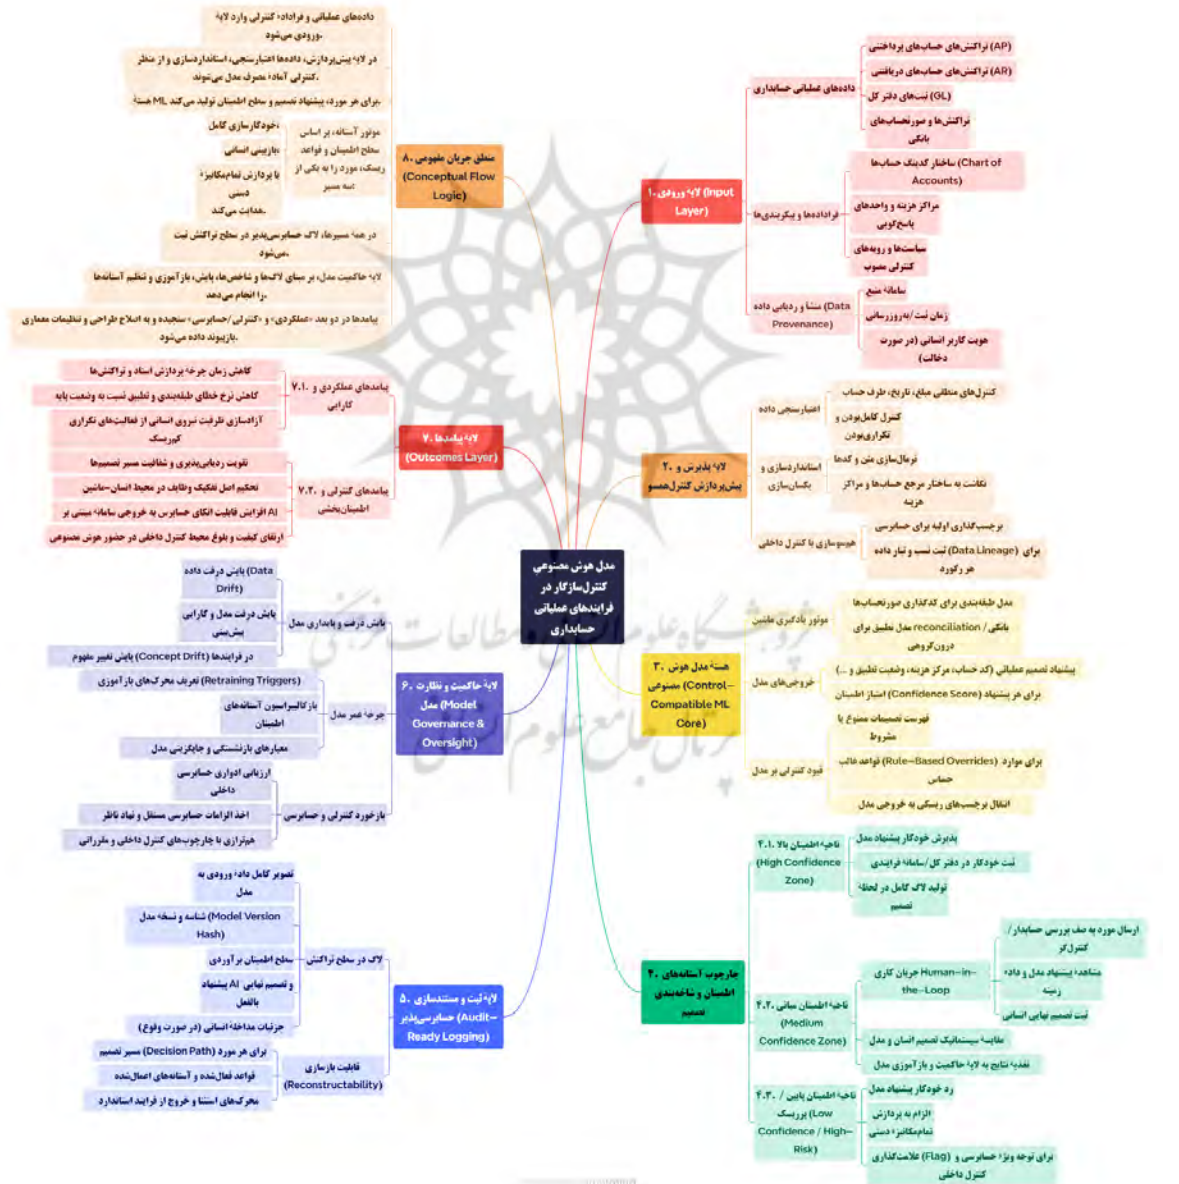 مدل هوش مصنوعی
کنترل‌سازگار در
فرایندهای عملیاتی
حسابداری
۱. لایهٔ ورودی (Input
Layer)
داده‌های عملیاتی حسابداری
تراکنش‌های حساب‌های پرداختنی (AP)
تراکنش‌های حساب‌های دریافتنی (AR)
ثبت‌های دفتر کل (GL)
تراکنش‌ها و صورتحساب‌های
بانکی
فراداده‌ها و پیکربندی‌ها
ساختار کدینگ حساب‌ها (Chart of
Accounts)
مراکز هزینه و واحدهای
پاسخ‌گویی
سیاست‌ها و رویه‌های
کنترلی مصوب
منشأ و ردیابی داده (Data
Provenance)
سامانهٔ منبع
زمان ثبت/به‌روزرسانی
هویت کاربر انسانی (در صورت
دخالت)
۲. لایهٔ پذیرش و
پیش‌پردازش کنترل‌همسو
اعتبارسنجی داده
کنترل‌های منطقی مبلغ، تاریخ، طرف حساب
کنترل کامل‌بودن و
تکراری‌بودن
استانداردسازی و
یکسان‌سازی
نرمال‌سازی متن و کدها
نگاشت به ساختار مرجع حساب‌ها و مراکز
هزینه
هم‌سوسازی با کنترل داخلی
برچسب‌گذاری اولیه برای حسابرسی
ثبت نسب و تبار داده (Data Lineage) برای
هر رکورد
۳. هستهٔ مدل هوش
مصنوعی (Control–
Compatible ML
Core)
موتور یادگیری ماشین
مدل طبقه‌بندی برای کدگذاری صورتحساب‌ها
مدل تطبیق برای reconciliation بانکی/
درون‌گروهی
خروجی‌های مدل
پیشنهاد تصمیم عملیاتی (کد حساب، مرکز هزینه، وضعیت تطبیق و ...)
امتیاز اطمینان (Confidence Score) برای هر پیشنهاد
قیود کنترلی بر مدل
فهرست تصمیمات ممنوع یا
مشروط
قواعد غالب (Rule–Based Overrides) برای موارد
حساس
انتقال برچسب‌های ریسکی به خروجی مدل
۴. چارچوب آستانه‌های
اطمینان و شاخه‌بندی
تصمیم
۴.۱. ناحیهٔ اطمینان بالا
(High Confidence
Zone)
پذیرش خودکار پیشنهاد مدل
ثبت خودکار در دفتر کل/سامانهٔ فرایندی
تولید لاگ کامل در لحظهٔ
تصمیم
۴.۲. ناحیهٔ اطمینان میانی
(Medium
Confidence Zone)
جریان کاری Human–in–
the–Loop
ارسال مورد به صف بررسی حسابدار/
کنترل‌گر
مشاهدهٔ پیشنهاد مدل و دادهٔ
زمینه
ثبت تصمیم نهایی انسانی
مقایسهٔ سیستماتیک تصمیم انسان و مدل
تغذیهٔ نتایج به لایهٔ حاکمیت و بازآموزی مدل
۴.۳. ناحیهٔ اطمینان پایین /
پرریسک (Low
Confidence / High–
Risk)
رد خودکار پیشنهاد مدل
الزام به پردازش
تمام‌مکانیزهٔ دستی
علامت‌گذاری (Flag) برای توجه ویژهٔ حسابرسی و
کنترل داخلی
۵. لایهٔ ثبت و مستندسازی
حسابرسی‌پذیر (Audit–
Ready Logging)
لاگ در سطح تراکنش
تصویر کامل دادهٔ ورودی به
مدل
شناسه و نسخهٔ مدل (Model Version
Hash)
سطح اطمینان برآوردی
پیشنهاد AI و تصمیم نهایی
بالفعل
جزئیات مداخلهٔ انسانی (در صورت وقوع)
قابلیت بازسازی
(Reconstructability)
مسیر تصمیم (Decision Path) برای هر مورد
قواعد فعال‌شده و آستانه‌های اعمال‌شده
محرک‌های استثنا و خروج از فرایند استاندارد
۶. لایهٔ حاکمیت و نظارت
مدل (Model
Governance &
Oversight)
پایش درفت و پایداری مدل
پایش درفت داده (Data
Drift)
پایش درفت مدل و کارایی
پیش‌بینی
پایش تغییر مفهوم (Concept Drift) در فرایندها
چرخهٔ عمر مدل
تعریف محرک‌های بازآموزی (Retraining Triggers)
بازکالیبراسیون آستانه‌های
اطمینان
معیارهای بازنشستگی و جایگزینی مدل
بازخورد کنترلی و حسابرسی
ارزیابی ادواری حسابرسی
داخلی
اخذ الزامات حسابرسی مستقل و نهاد ناظر
هم‌ترازی با چارچوب‌های کنترل داخلی و مقرراتی
۷. لایهٔ پیامدها
(Outcomes Layer)
۷.۱. پیامدهای عملکردی و
کارایی
کاهش زمان چرخهٔ پردازش اسناد و تراکنش‌ها
کاهش نرخ خطای طبقه‌بندی و تطبیق نسبت به وضعیت پایه
آزادسازی ظرفیت نیروی انسانی از فعالیت‌های تکراری
کم‌ریسک
۷.۲. پیامدهای کنترلی و
اطمینان‌بخشی
تقویت ردیابی‌پذیری و شفافیت مسیر تصمیم‌ها
تحکیم اصل تفکیک وظایف در محیط انسان–ماشین
افزایش قابلیت اتکای حسابرس به خروجی سامانهٔ مبتنی بر AI
ارتقای کیفیت و بلوغ محیط کنترل داخلی در حضور هوش مصنوعی
۸. منطق جریان مفهومی
(Conceptual Flow
Logic)
داده‌های عملیاتی و فرادادهٔ کنترلی وارد لایهٔ
ورودی می‌شود.
در لایهٔ پیش‌پردازش، داده‌ها اعتبارسنجی، استانداردسازی و از منظر
کنترلی آمادهٔ مصرف مدل می‌شوند.
هستهٔ ML برای هر مورد، پیشنهاد تصمیم و سطح اطمینان تولید می‌کند.
موتور آستانه، بر اساس
سطح اطمینان و قواعد
ریسک، مورد را به یکی از
سه مسیر:
خودکارسازی کامل،
بازبینی انسانی،
یا پردازش تمام‌مکانیزهٔ
دستی
هدایت می‌کند.
در همهٔ مسیرها، لاگ حسابرسی‌پذیر در سطح تراکنش ثبت
می‌شود.
لایهٔ حاکمیت مدل، بر مبنای لاگ‌ها و شاخص‌ها، پایش، بازآموزی و تنظیم آستانه‌ها
را انجام می‌دهد.
پیامدها در دو بعد «عملکردی» و «کنترلی/حسابرسی» سنجیده و به اصلاح طراحی و تنظیمات معماری
بازپیوند داده می‌شود.
پژوهشگاه علوم انسانی و مطالعات فرهنگی
پرتال جامع علوم انسانی